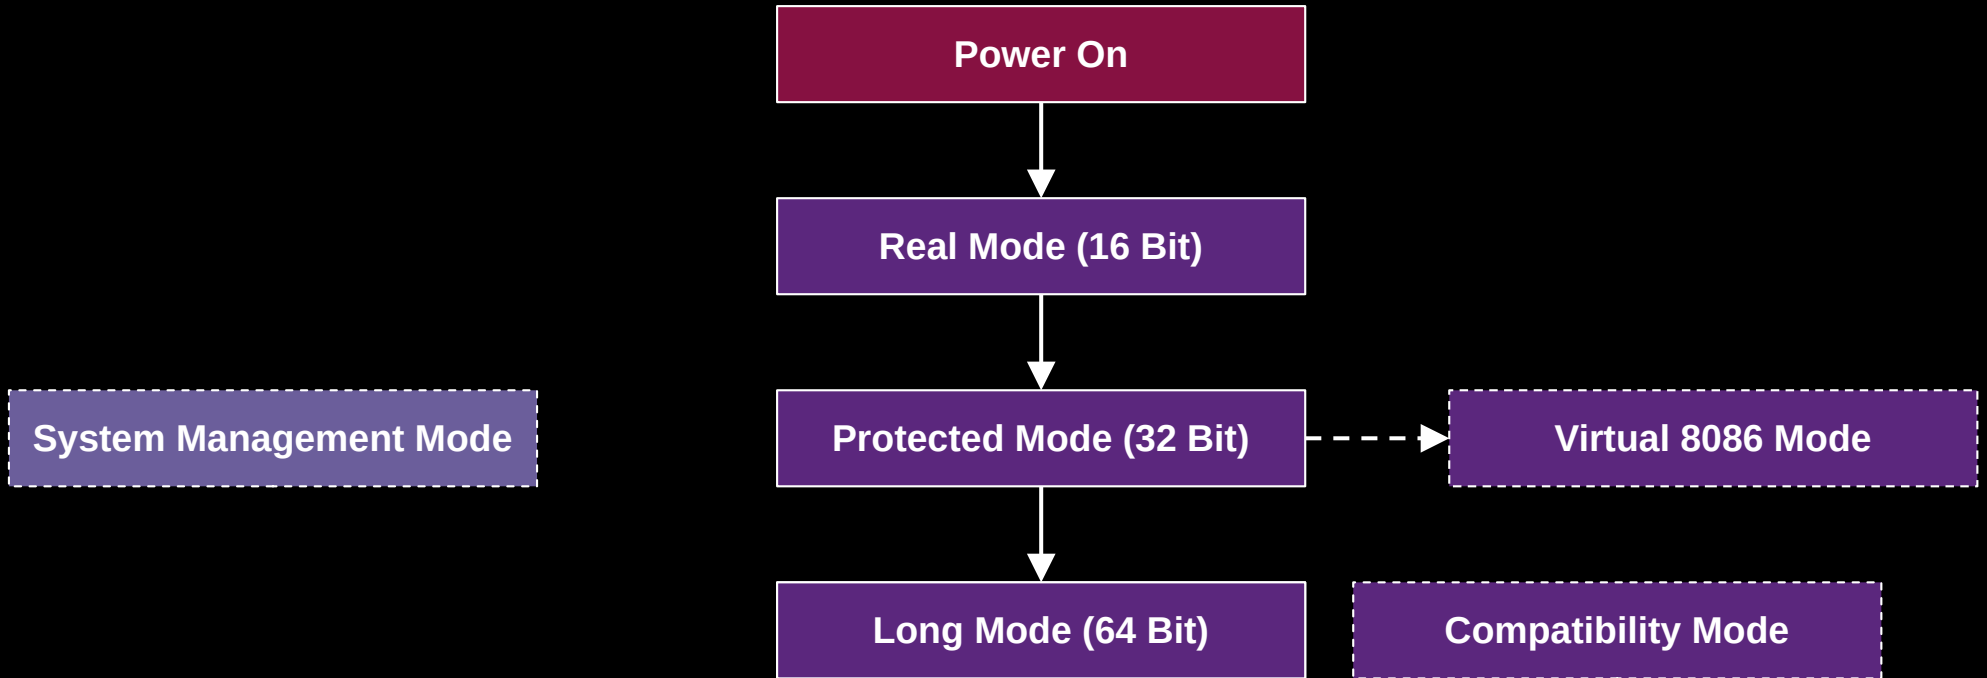 Power On
Real Mode (16 Bit)
System Management Mode
Protected Mode (32 Bit)
Virtual 8086 Mode
Long Mode (64 Bit)
Compatibility Mode